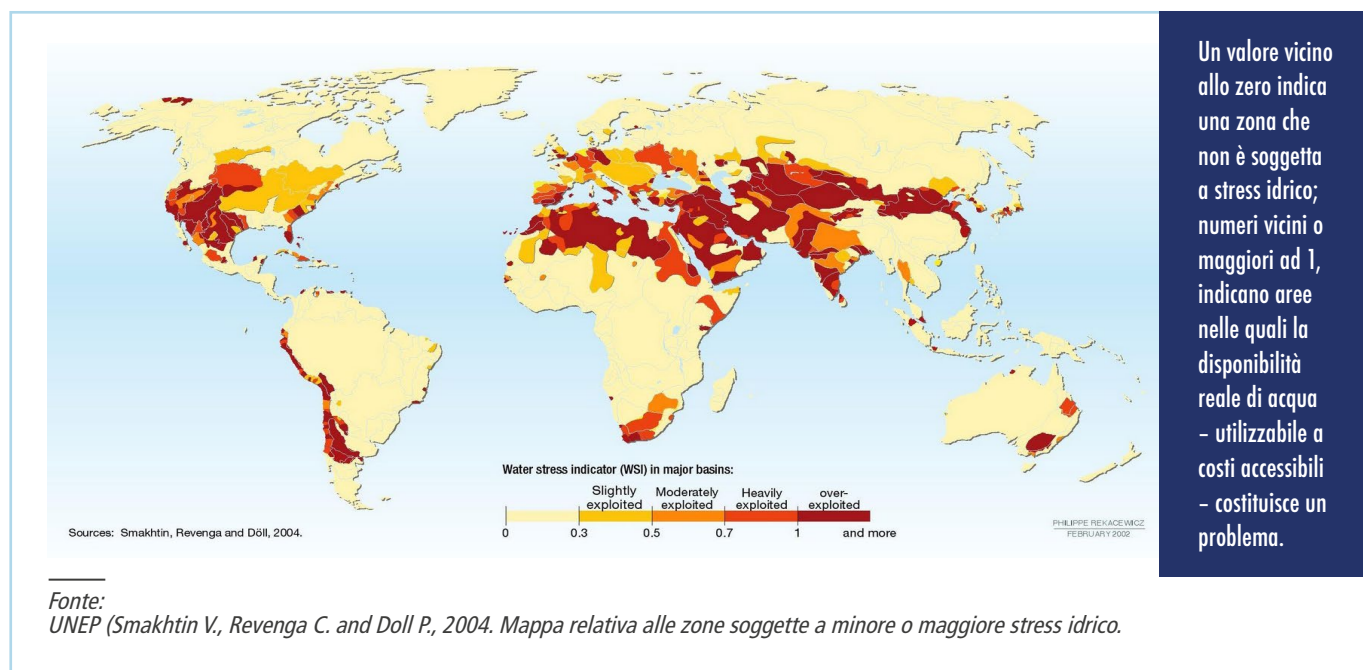 Un valore vicino
allo zero indica
una zona che
non è soggetta
a stress idrico;
numeri vicini o
maggiori ad 1,
indicano aree
nelle quali la
disponibilità
reale di acqua
– utilizzabile a
costi accessibili
– costituisce un
problema.
Water stress indicator (WSI) in major basins:
Slightly exploited
Moderately exploited
Heavily exploited
over-exploited
0 0.3 0.5 0.7 1 and more
Sources: Smakhtin, Revenga and Döll, 2004.
PHILIPPE REKACEWICZ
FEBRUARY 2002
Fonte:
UNEP (Smakhtin V., Revenga C. and Doll P., 2004. Mappa relativa alle zone soggette a minore o maggiore stress idrico.